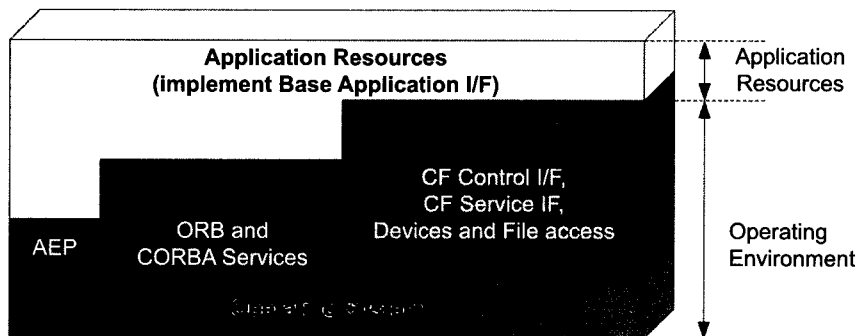 Application Resources
(implement Base Application I/F)
Application
Resources
CF Control I/F,
CF Service IF,
Devices and File access
ORB and
CORBA Services
AEP
Operating
Environment